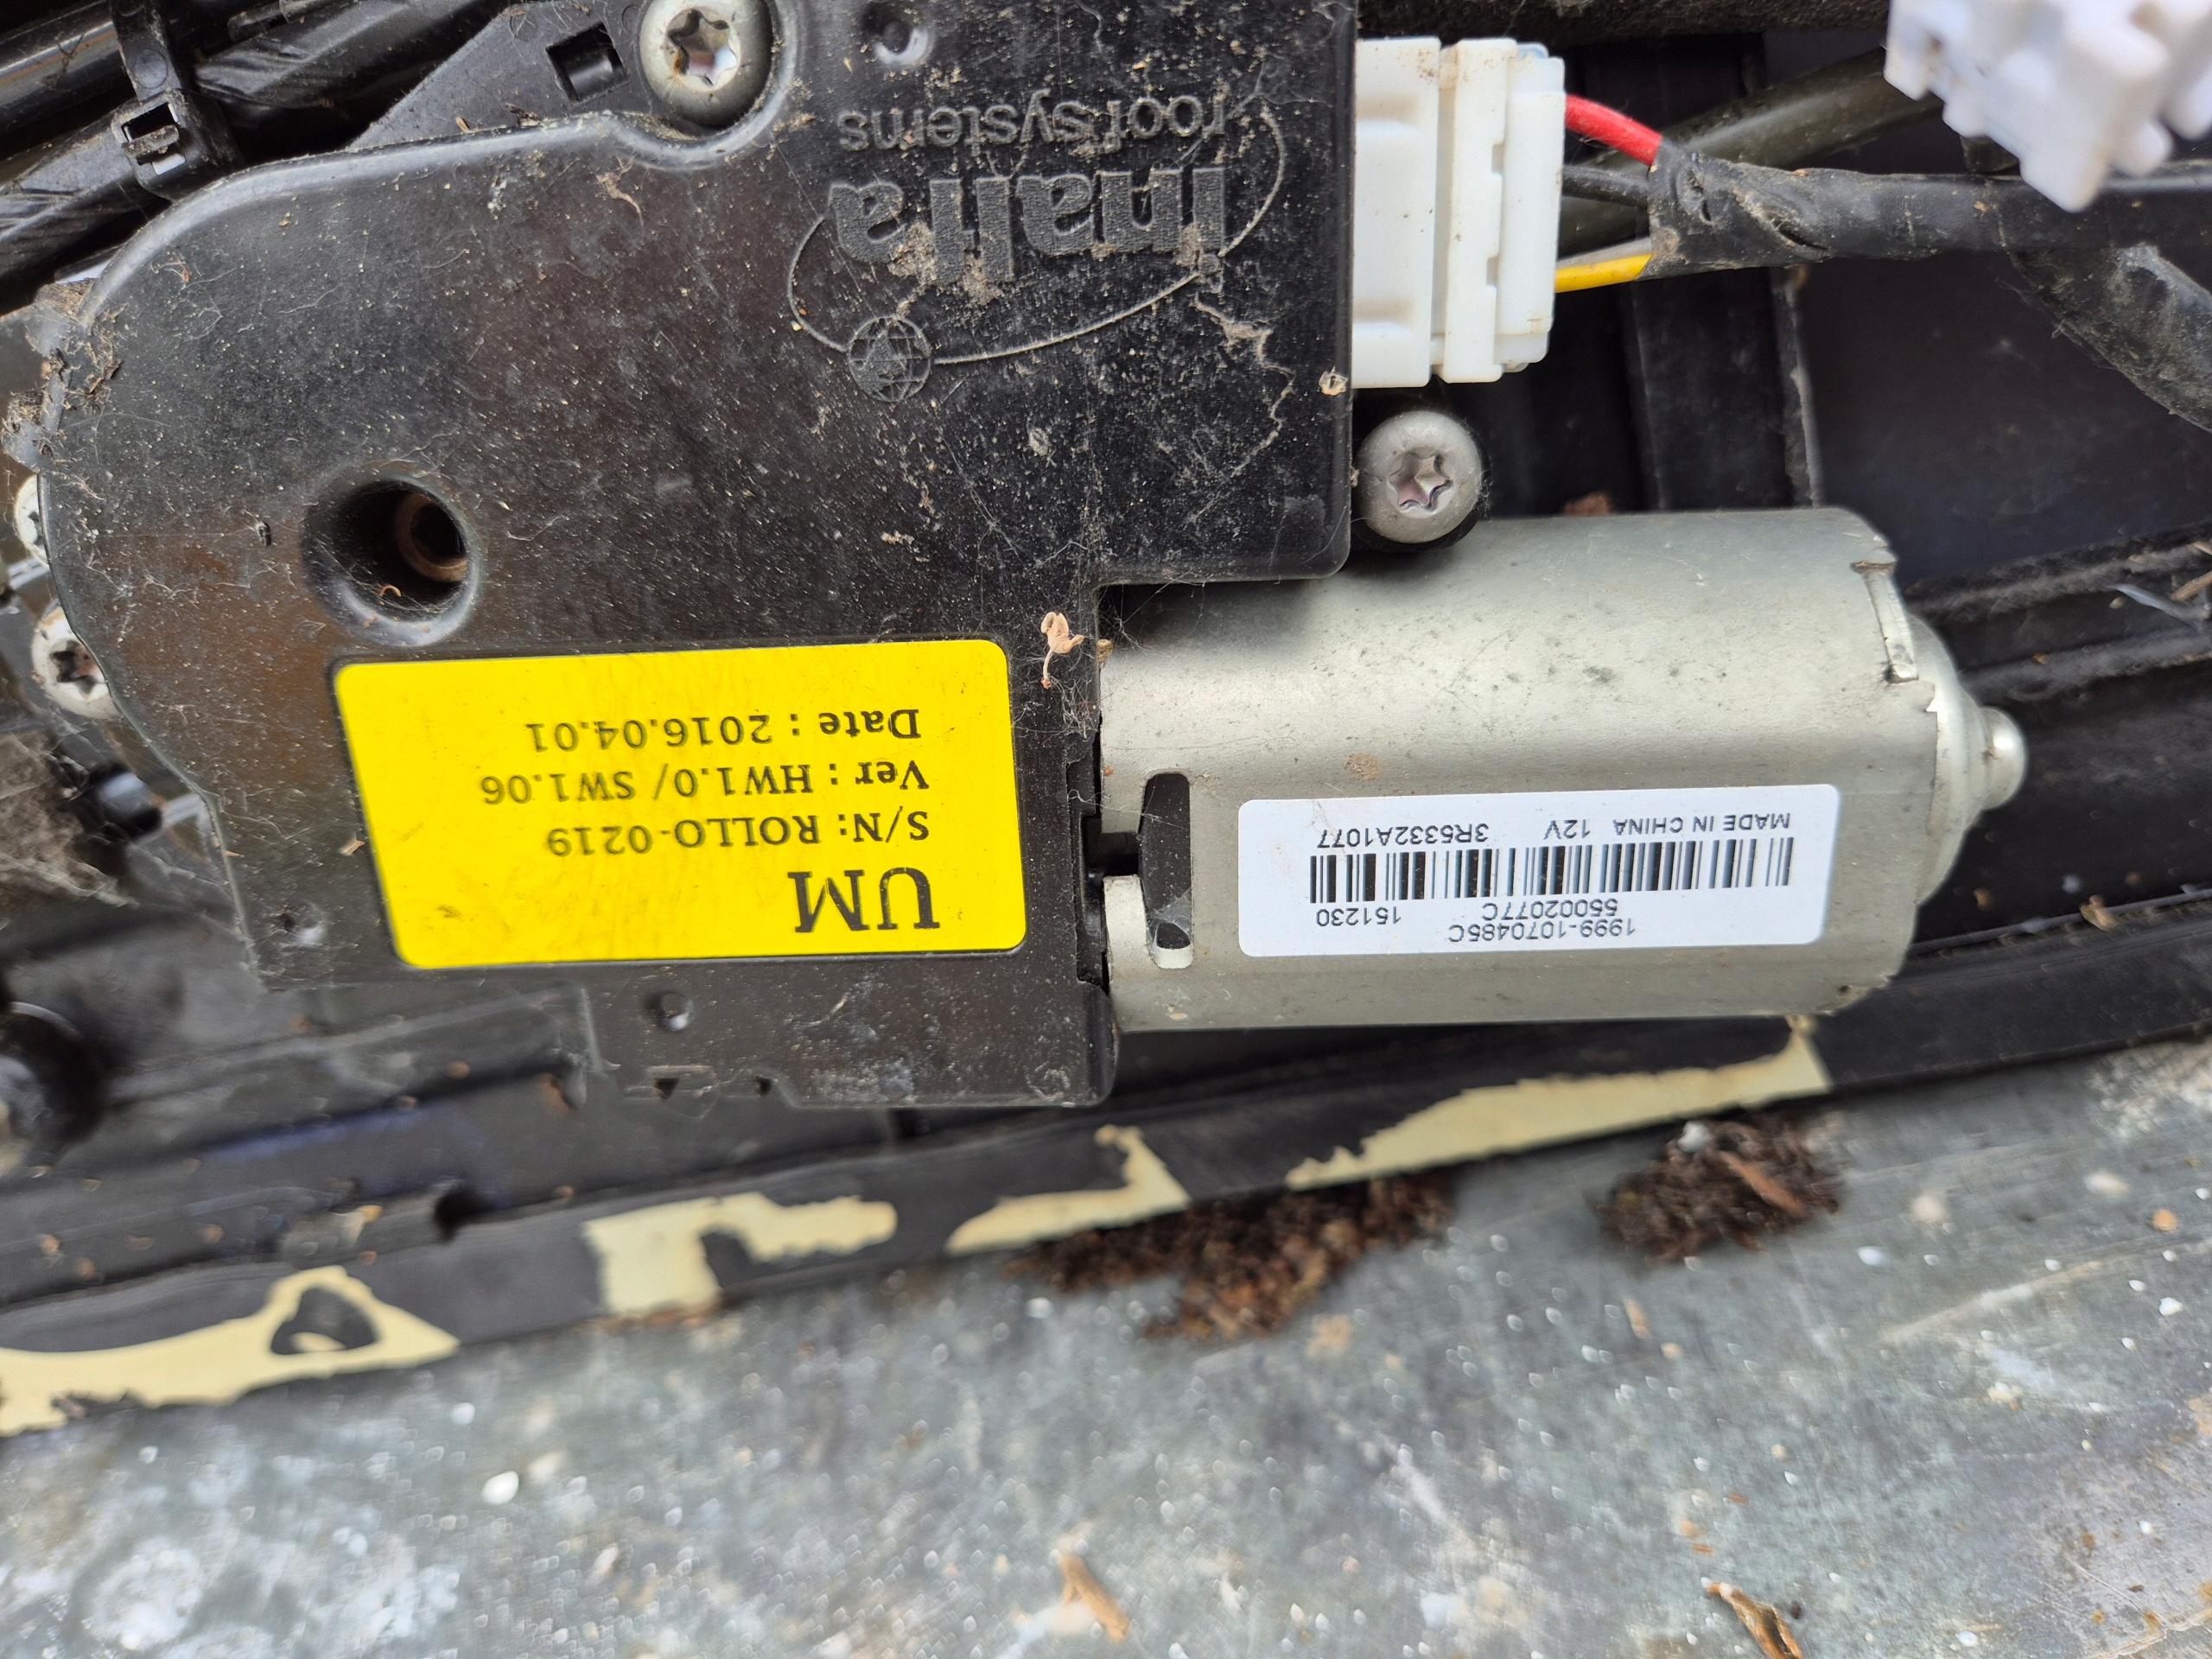 inalfa
roof systems
UM
S/N: ROLLO-0219
Ver : HW1.0/ SW1.06
Date : 2016.04.01
1999-1070485C
55002077C 151230
MADE IN CHINA 12V 3R5332A1077